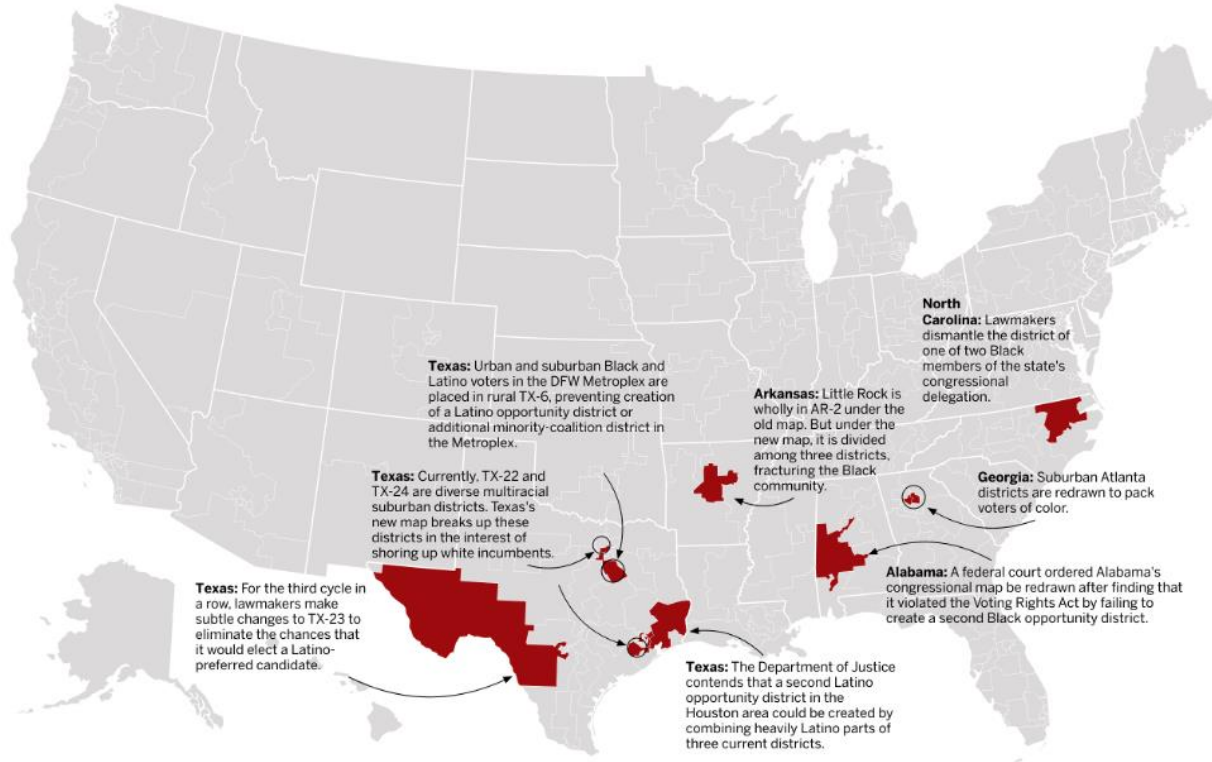 North
Carolina: Lawmakers
dismantle the district of
one of two Black
members of the state's
congressional
delegation.
Texas: Urban and suburban Black and
Latino voters in the DFW Metroplex are
placed in rural TX-6, preventing creation
of a Latino opportunity district or
additional minority-coalition district in
the Metroplex.
Arkansas: Little Rock is
wholly in AR-2 under the
old map. But under the
new map, it is divided
among three districts,
fracturing the Black
community.
Texas: Currently, TX-22 and
TX-24 are diverse multiracial
suburban districts. Texas's
new map breaks up these
districts in the interest of
shoring up white incumbents.
Georgia: Suburban Atlanta
districts are redrawn to pack
voters of color.
Alabama: A federal court ordered Alabama's
congressional map be redrawn after finding that
it violated the Voting Rights Act by failing to
create a second Black opportunity district.
Texas: For the third cycle in
a row, lawmakers make
subtle changes to TX-23 to
eliminate the chances that
it would elect a Latino-
preferred candidate.
Texas: The Department of Justice
contends that a second Latino
opportunity district in the
Houston area could be created by
combining heavily Latino parts of
three current districts.